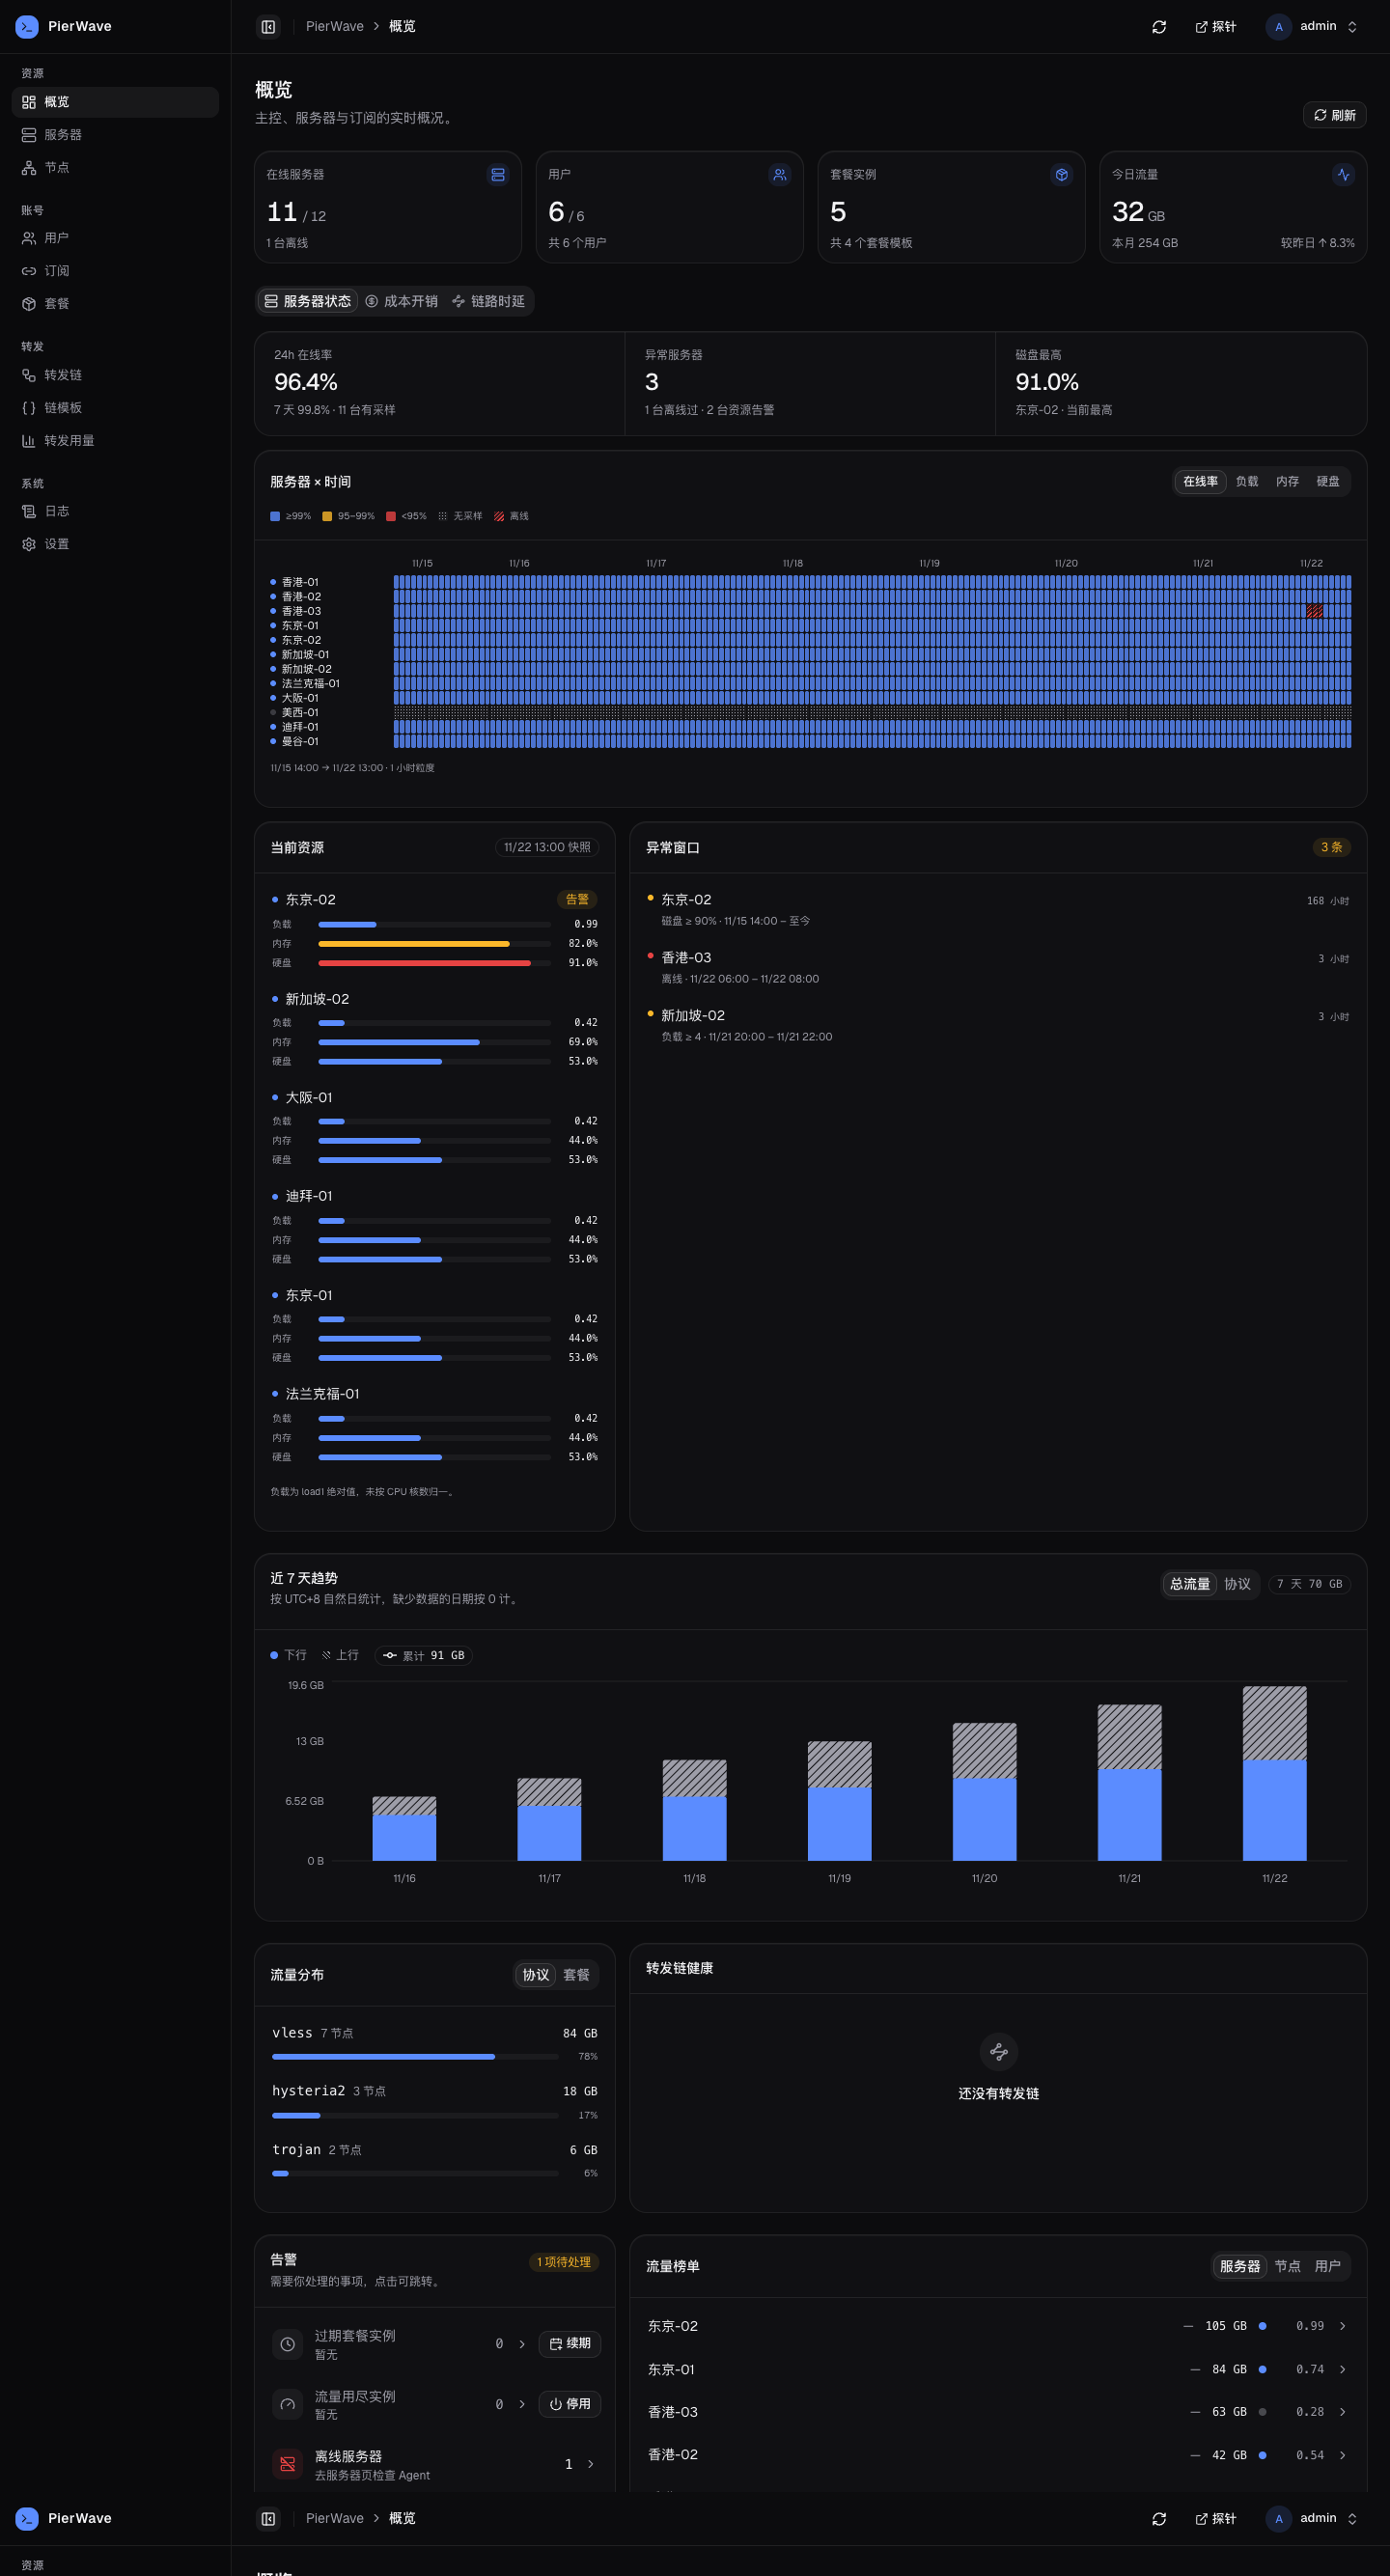 PierWave
PierWave > 概览
探针
A admin
资源
概览
服务器
节点
账号
用户
订阅
套餐
转发
转发链
链模板
转发用量
系统
日志
设置
概览
主控、服务器与订阅的实时概况。
刷新
在线服务器
11 / 12
1 台离线
用户
6 / 6
共 6 个用户
套餐实例
5
共 4 个套餐模板
今日流量
32 GB
本月 254 GB 较昨日 ↑ 8.3%
服务器状态 成本开销 链路时延
24h 在线率
96.4%
7 天 99.8% · 11 台有采样
异常服务器
3
1 台离线过 · 2 台资源告警
磁盘最高
91.0%
东京-02 · 当前最高
服务器 × 时间
在线率 负载 内存 硬盘
≥99% 95–99% <95% 无采样 离线
11/15 11/16 11/17 11/18 11/19 11/20 11/21 11/22
香港-01
香港-02
香港-03
东京-01
东京-02
新加坡-01
新加坡-02
法兰克福-01
大阪-01
美西-01
迪拜-01
曼谷-01
11/15 14:00 → 11/22 13:00 · 1 小时粒度
当前资源
11/22 13:00 快照
东京-02 告警
负载 0.99
内存 82.0%
硬盘 91.0%
新加坡-02
负载 0.42
内存 69.0%
硬盘 53.0%
大阪-01
负载 0.42
内存 44.0%
硬盘 53.0%
迪拜-01
负载 0.42
内存 44.0%
硬盘 53.0%
东京-01
负载 0.42
内存 44.0%
硬盘 53.0%
法兰克福-01
负载 0.42
内存 44.0%
硬盘 53.0%
负载为 load1 绝对值，未按 CPU 核数归一。
异常窗口
3 条
东京-02 168 小时
磁盘 ≥ 90% · 11/15 14:00 – 至今
香港-03 3 小时
离线 · 11/22 06:00 – 11/22 08:00
新加坡-02 3 小时
负载 ≥ 4 · 11/21 20:00 – 11/21 22:00
近 7 天趋势
按 UTC+8 自然日统计，缺少数据的日期按 0 计。
总流量 协议 7 天 70 GB
下行 上行 累计 91 GB
19.6 GB
13 GB
6.52 GB
0 B
11/16 11/17 11/18 11/19 11/20 11/21 11/22
流量分布
协议 套餐
vless 7 节点 84 GB
78%
hysteria2 3 节点 18 GB
17%
trojan 2 节点 6 GB
6%
转发链健康
还没有转发链
告警
需要你处理的事项，点击可跳转。
1 项待处理
过期套餐实例
暂无
0 > 续期
流量用尽实例
暂无
0 > 停用
离线服务器
去服务器页检查 Agent
1 >
流量榜单
服务器 节点 用户
东京-02 — 105 GB 0.99 >
东京-01 — 84 GB 0.74 >
香港-03 — 63 GB 0.28 >
香港-02 — 42 GB 0.54 >
PierWave
PierWave > 概览
探针
A admin
资源